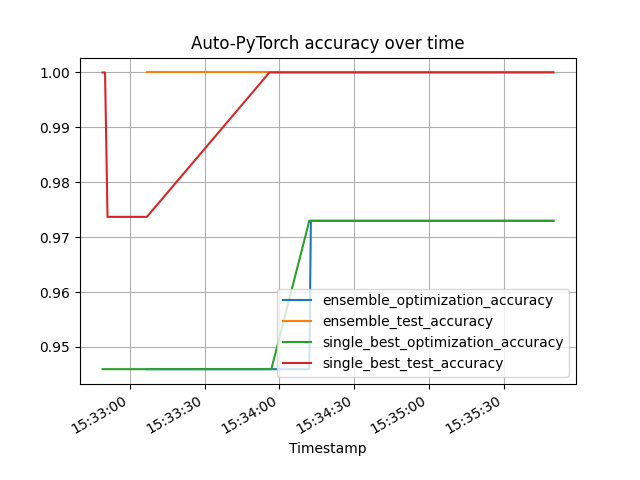 Auto-PyTorch accuracy over time
1.00
0.99
0.98
0.97
0.96
0.95
ensemble_optimization_accuracy
ensemble_test_accuracy
single_best_optimization_accuracy
single_best_test_accuracy
15:33:00
15:33:30
15:34:00
15:34:30
15:35:00
15:35:30
Timestamp